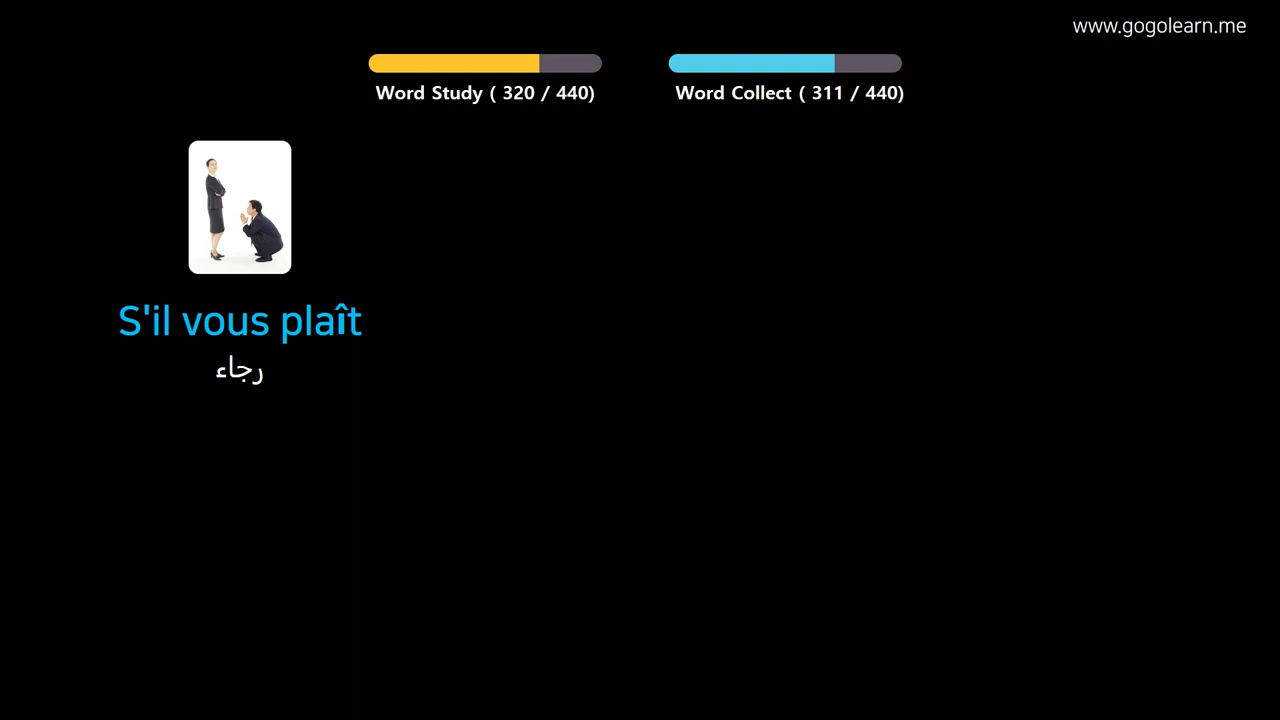 www.gogolearn.me
Word Study ( 320 / 440)
Word Collect ( 311 / 440)
S'il vous plaît
رجاء